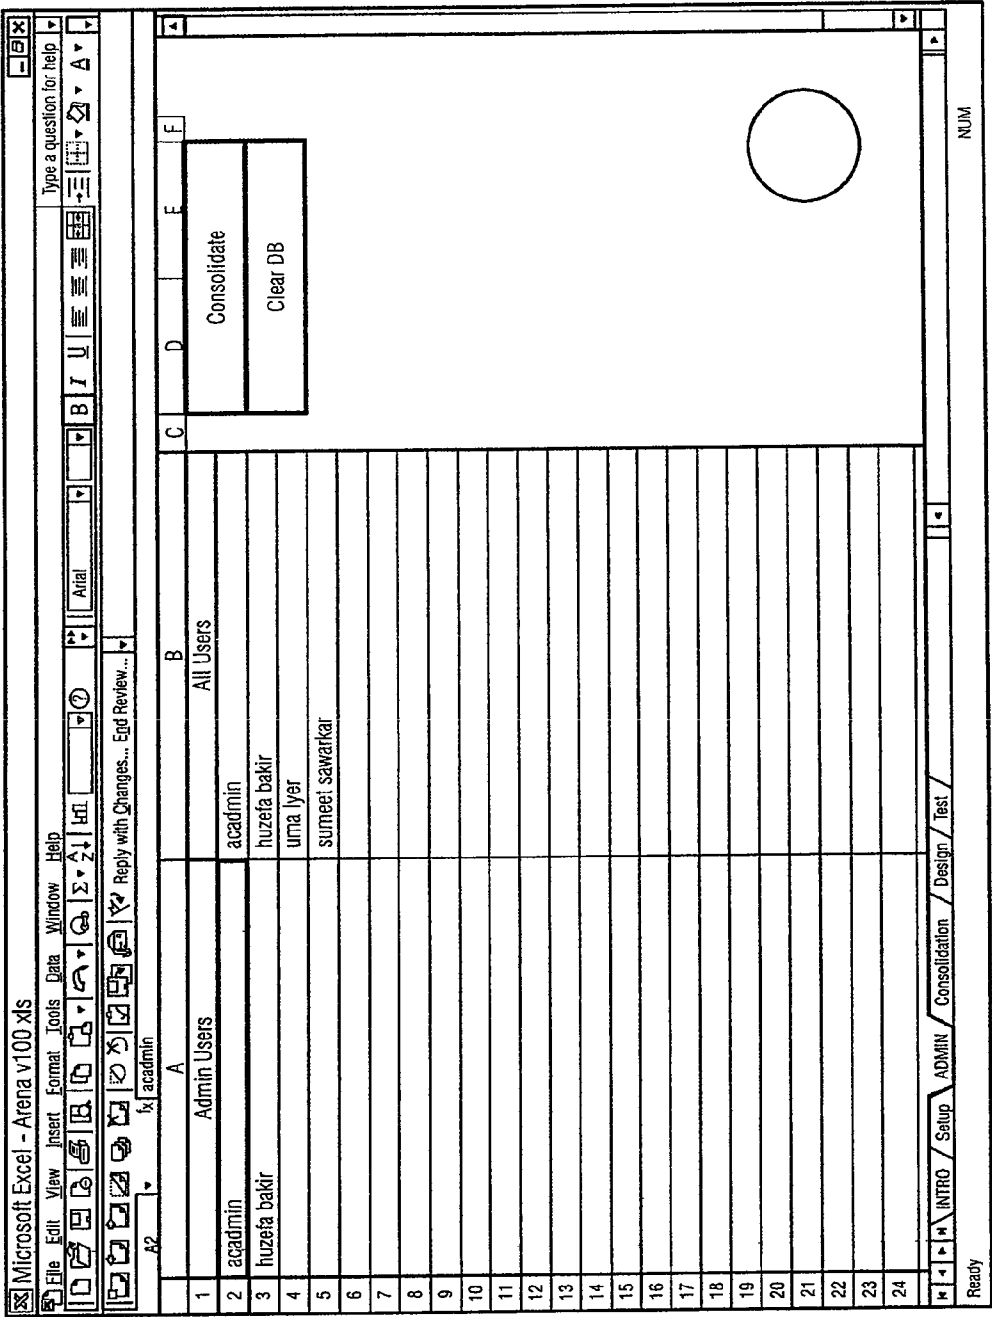 Microsoft Excel - Arena v100 xls
File Edit View Insert Format Tools Data Window Help Type a question for help
Arial B I U
Reply with Changes... End Review...
A2 fx acadmin
A B C D E F
1 Admin Users All Users Consolidate
2 acadmin acadmin
3 huzefa bakir huzefa bakir Clear DB
4 uma Iyer
5 sumeet sawarkar
6
7
8
9
10
11
12
13
14
15
16
17
18
19
20
21
22
23
24
INTRO Setup ADMIN Consolidation Design Test
Ready NUM